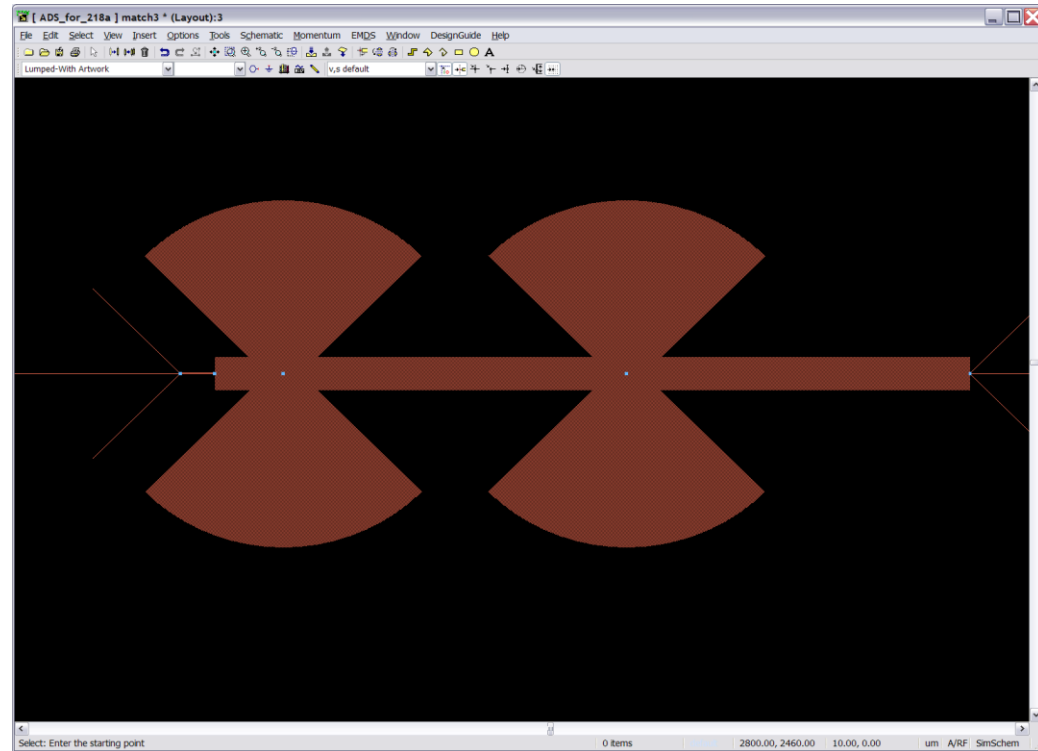 [ ADS_for_218a ] match3 * (Layout):3
File Edit Select View Insert Options Tools Schematic Momentum EMDS Window DesignGuide Help
A
Lumped-With Artwork v,s default
Select: Enter the starting point 0 items 2800.00, 2460.00 10.00, 0.00 um A/RF SimSchem